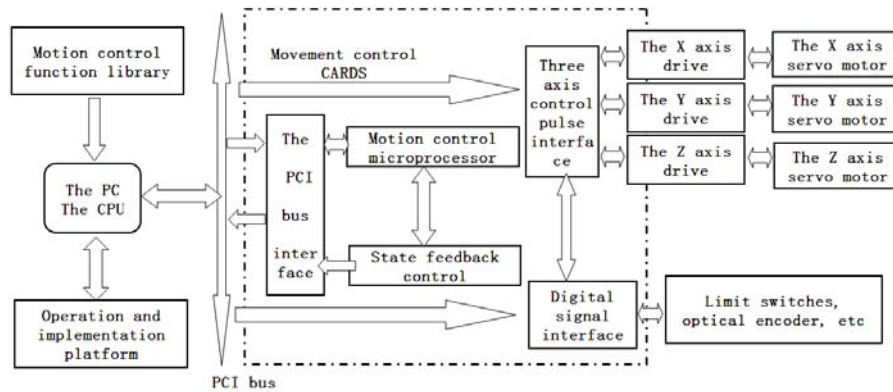 Motion control
function library
The PC
The CPU
Operation and
implementation
platform
PCI bus
Movement control
CARDS
The
PCI
bus
inter
face
Motion control
microprocessor
State feedback
control
Three
axis
control
pulse
interfa
ce
Digital
signal
interface
The X axis
drive
The Y axis
drive
The Z axis
drive
The X axis
servo motor
The Y axis
servo motor
The Z axis
servo motor
Limit switches,
optical encoder, etc